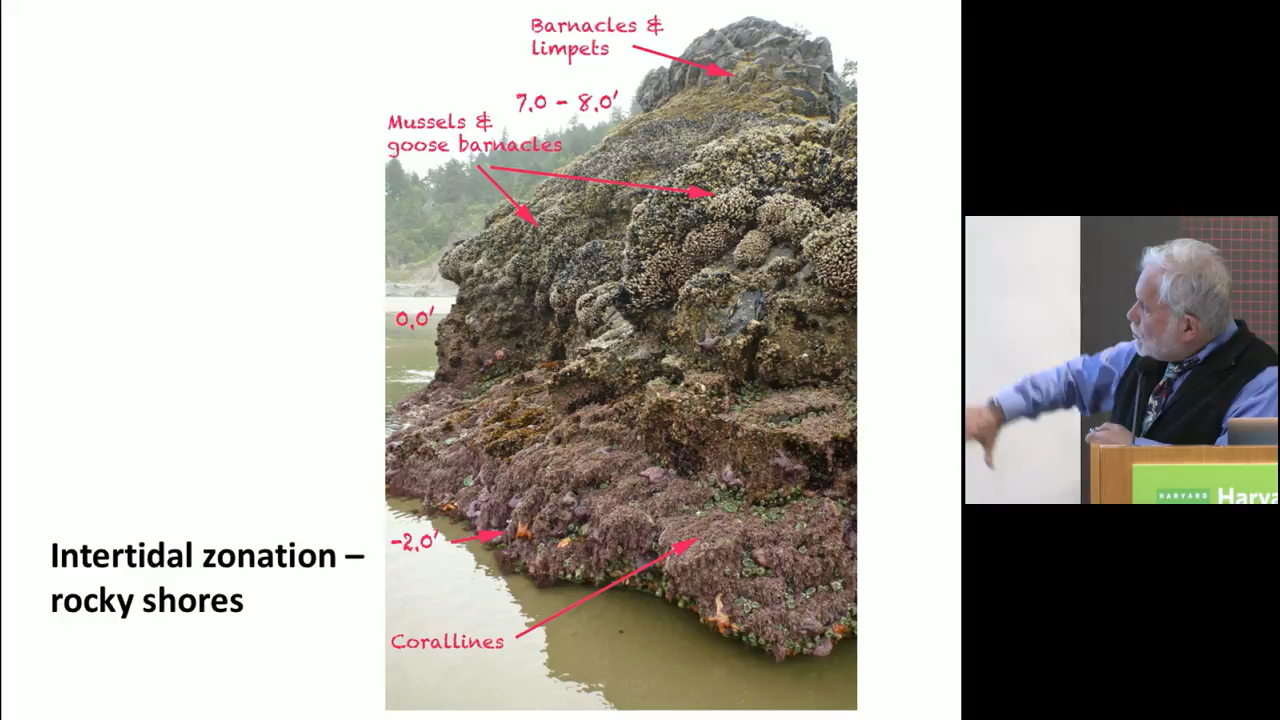 Barnacles &
limpets
7.0 – 8.0'
Mussels &
goose barnacles
0.0'
-2.0'
Corallines
Intertidal zonation –
rocky shores
HARVARD Harva